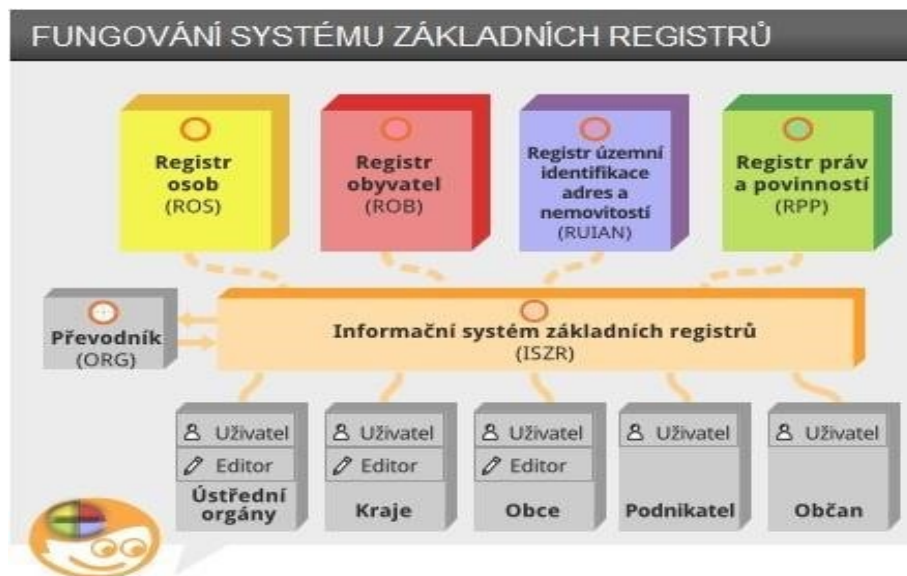 FUNGOVÁNÍ SYSTÉMU ZÁKLADNÍCH REGISTRŮ
Registr
osob
(ROS)
Registr
obyvatel
(ROB)
Registr územní
identifikace
adres a
nemovitostí
(RUIAN)
Registr práv
a povinností
(RPP)
Převodník
(ORG)
Informační systém základních registrů
(ISZR)
Uživatel
Editor
Ústřední
orgány
Uživatel
Editor
Kraje
Uživatel
Editor
Obce
Uživatel
Podnikatel
Uživatel
Občan